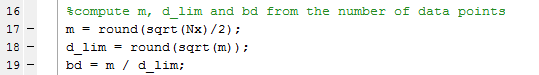 16 %compute m, d_lim and bd from the number of data points
17 - m = round(sqrt(Nx)/2);
18 - d_lim = round(sqrt(m));
19 - bd = m / d_lim;